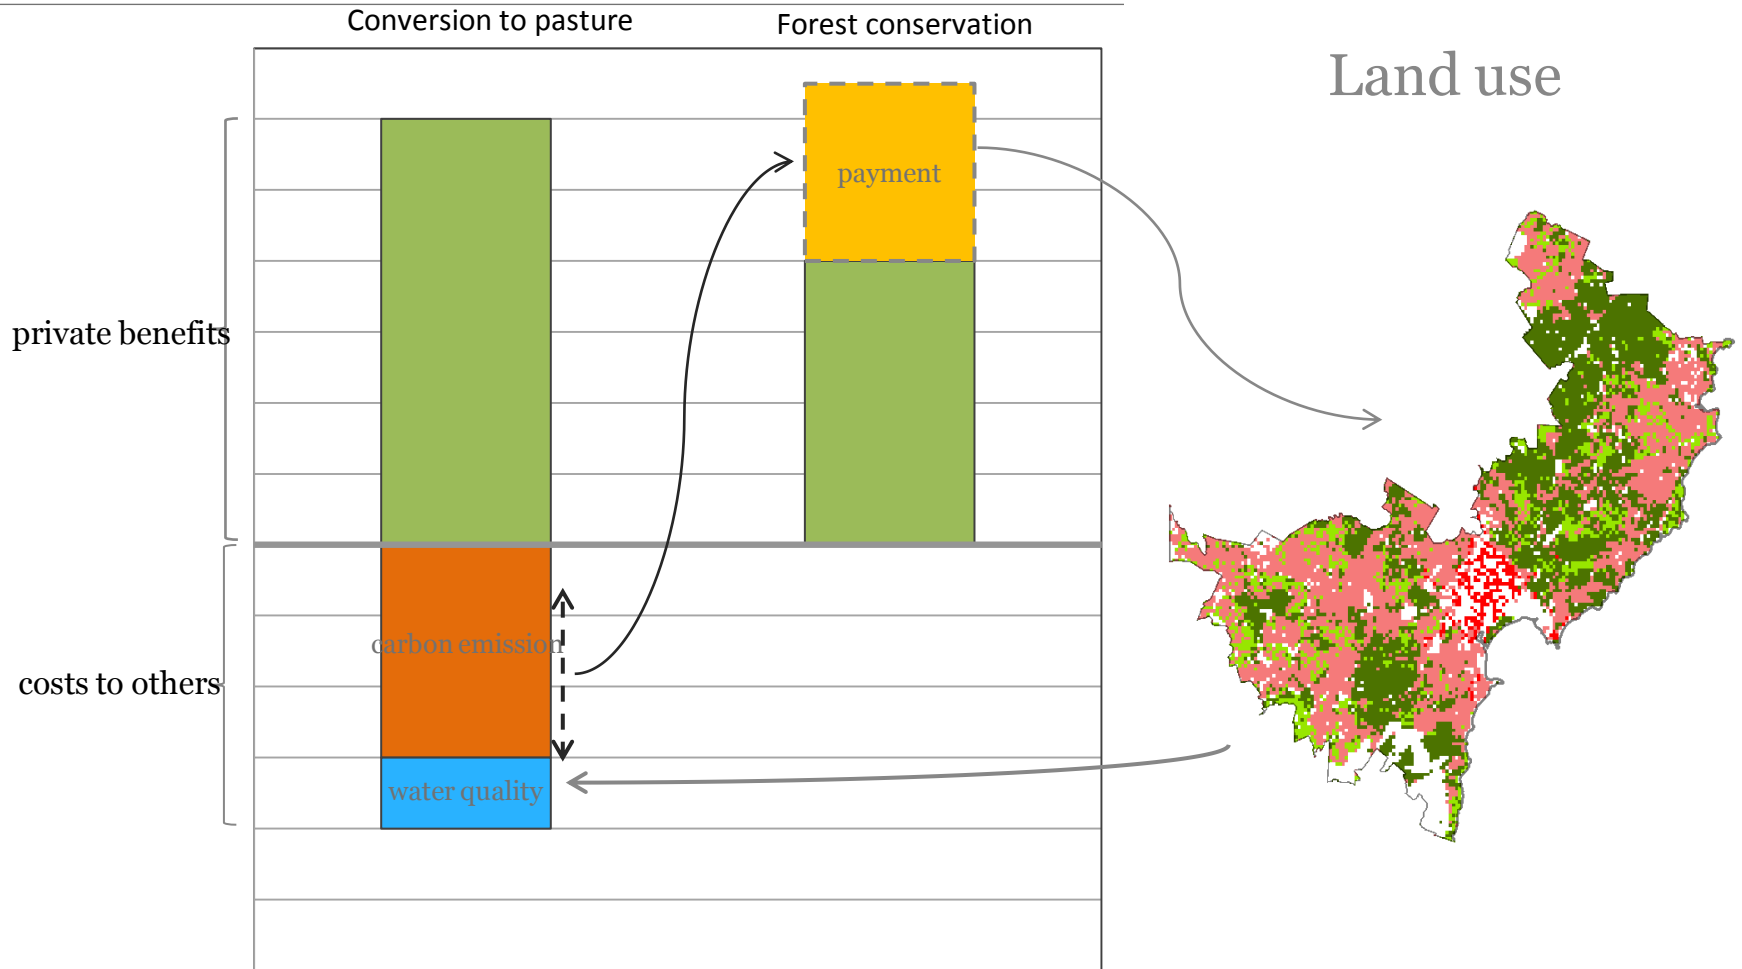 Conversion to pasture
Forest conservation
Land use
payment
private benefits
carbon emission
costs to others
water quality